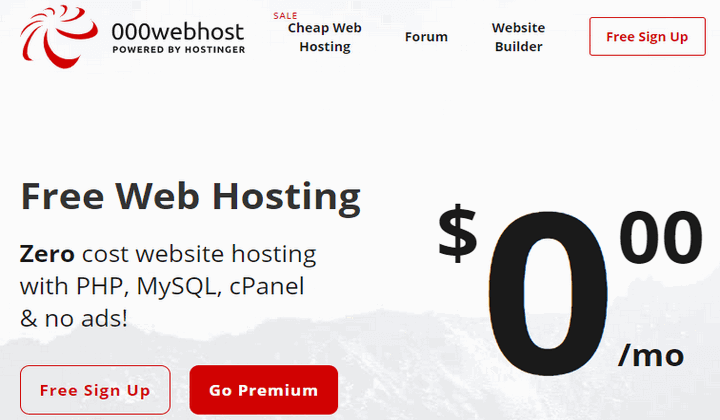 000webhost
POWERED BY HOSTINGER
SALE
Cheap Web
Hosting
Forum
Website
Builder
Free Sign Up
Free Web Hosting
Zero cost website hosting
with PHP, MySQL, cPanel
& no ads!
$0 00
/mo
Free Sign Up
Go Premium